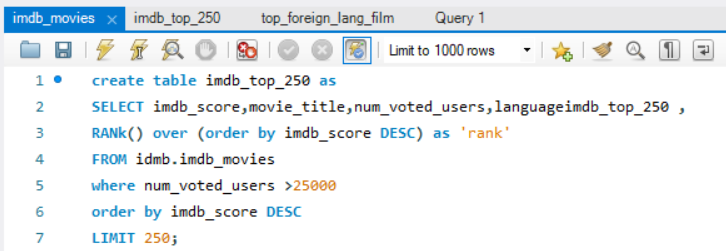 imdb_movies imdb_top_250 top_foreign_lang_film Query 1
Limit to 1000 rows
1 create table imdb_top_250 as
2 SELECT imdb_score,movie_title,num_voted_users,languageimdb_top_250 ,
3 RANk() over (order by imdb_score DESC) as 'rank'
4 FROM idmb.imdb_movies
5 where num_voted_users >25000
6 order by imdb_score DESC
7 LIMIT 250;